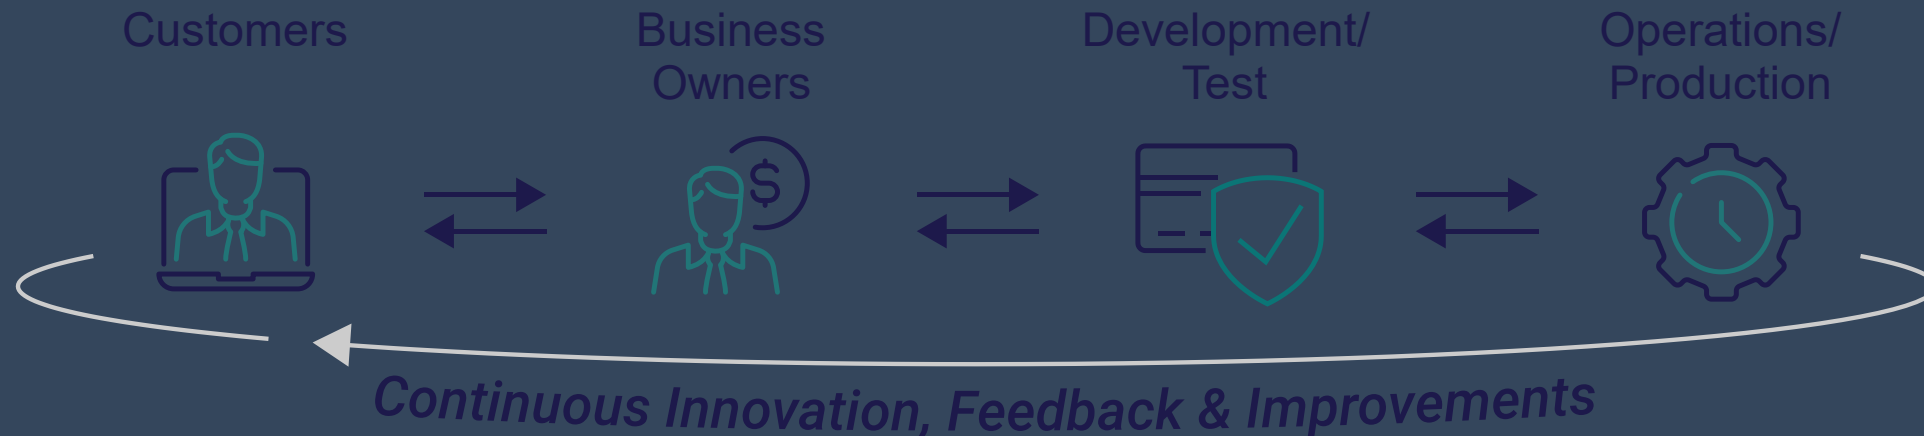 Customers
Business
Owners
Development/
Test
Operations/
Production
$
Continuous Innovation, Feedback & Improvements